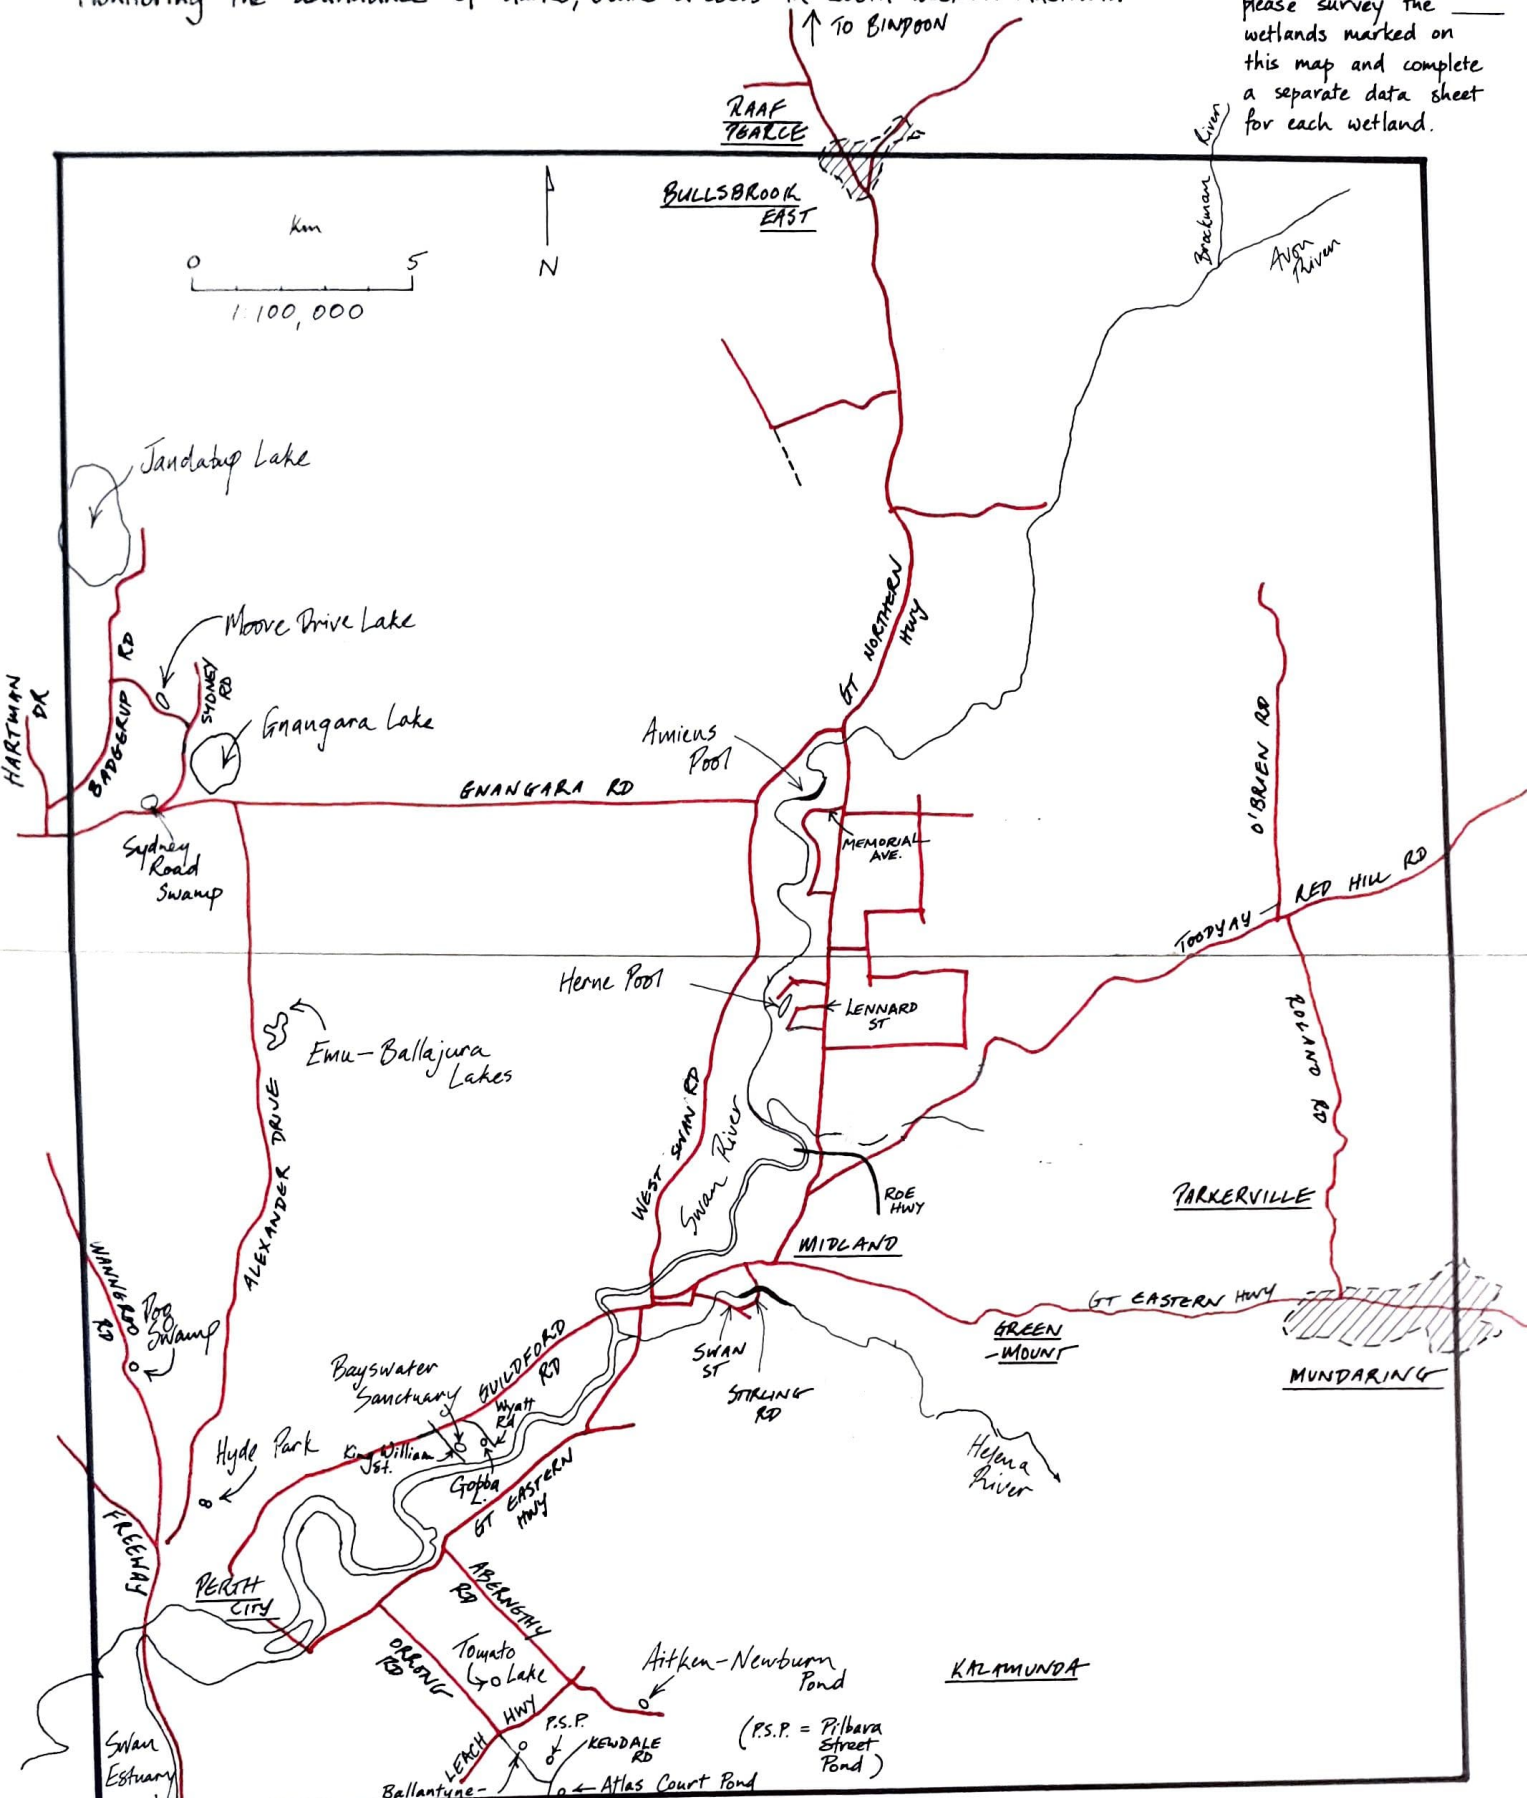 please survey the
wetlands marked on
this map and complete
a separate data sheet
for each wetland.
↑ TO BINDOON
RAAF
PEARCE
BULLSBROOK
EAST
Brockman River
Avon
River
Km
0 5
1:100,000
N
Jandabup Lake
Moore Drive Lake
HARTMAN
DR
BADGERUP RD
SYDNEY
RD
Gnangara Lake
GT NORTHERN
HWY
Amiens
Pool
GNANGARA RD
O'BRIEN RD
Sydney
Road
Swamp
MEMORIAL
AVE.
TOODYAY
RED HILL RD
Herne Pool
LENNARD
ST
ROLAND RD
Emu-Ballajura
Lakes
ALEXANDER DRIVE
WEST SWAN RD
Swan River
ROE
HWY
PARKERVILLE
MIDLAND
WANNEROO
RD
Dog
Swamp
GT EASTERN HWY
GREEN
-MOUNT
MUNDARING
SWAN
ST
STIRLING
RD
GUILDFORD
RD
Bayswater
Sanctuary
Wyatt
Rd
King William
St.
Gobba
L.
Hyde Park
GT EASTERN
HWY
Helena
River
FREEWAY
PERTH
CITY
ABERNETHY
RD
ORRONG
RD
Tomato
Lake
Aitken-Newburn
Pond
KALAMUNDA
LEACH HWY
P.S.P.
KEWDALE
RD
(P.S.P. = Pilbara
Street
Pond)
Swan
Estuary
Ballantyne-
← Atlas Court Pond